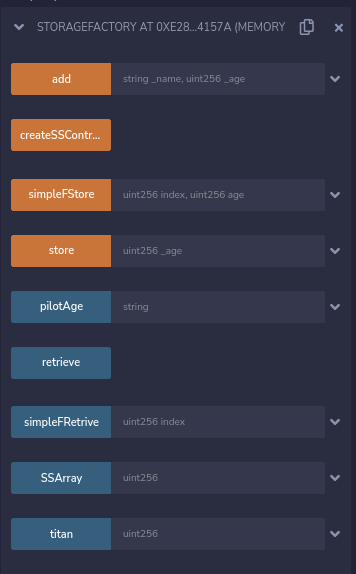 STORAGEFACTORY AT 0XE28...4157A (MEMORY
add string _name, uint256 _age
createSSContr...
simpleFStore uint256 index, uint256 age
store uint256 _age
pilotAge string
retrieve
simpleFRetrive uint256 index
SSArray uint256
titan uint256